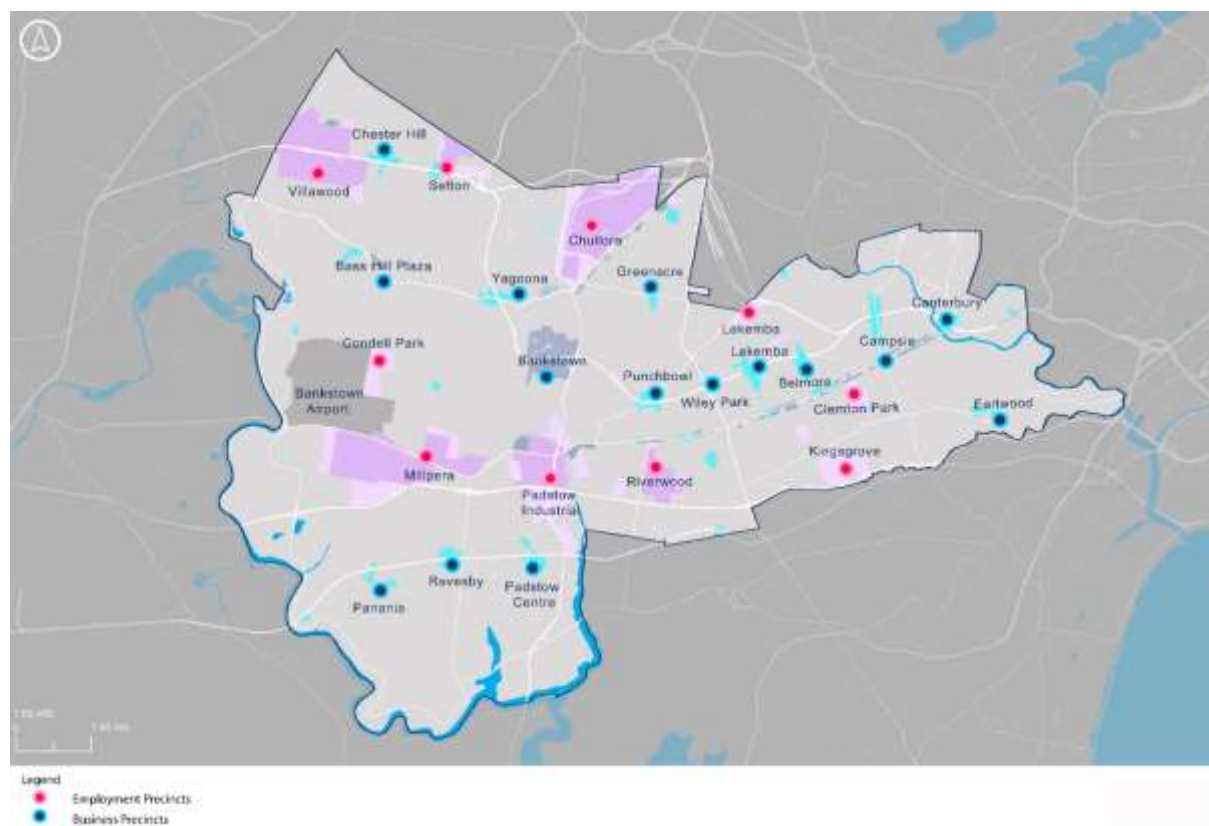 Chester Hill
Villawood
Sefton
Chullora
Bass Hill Plaza
Yagoona
Greenacre
Canterbury
Lakemba
Condell Park
Bankstown
Lakemba
Campsie
Punchbowl
Belmore
Wiley Park
Bankstown
Airport
Clemton Park
Earlwood
Milpera
Kingsgrove
Riverwood
Padstow
Industrial
Revesby
Padstow
Centre
Panania
Legend
Employment Precincts
Business Precincts